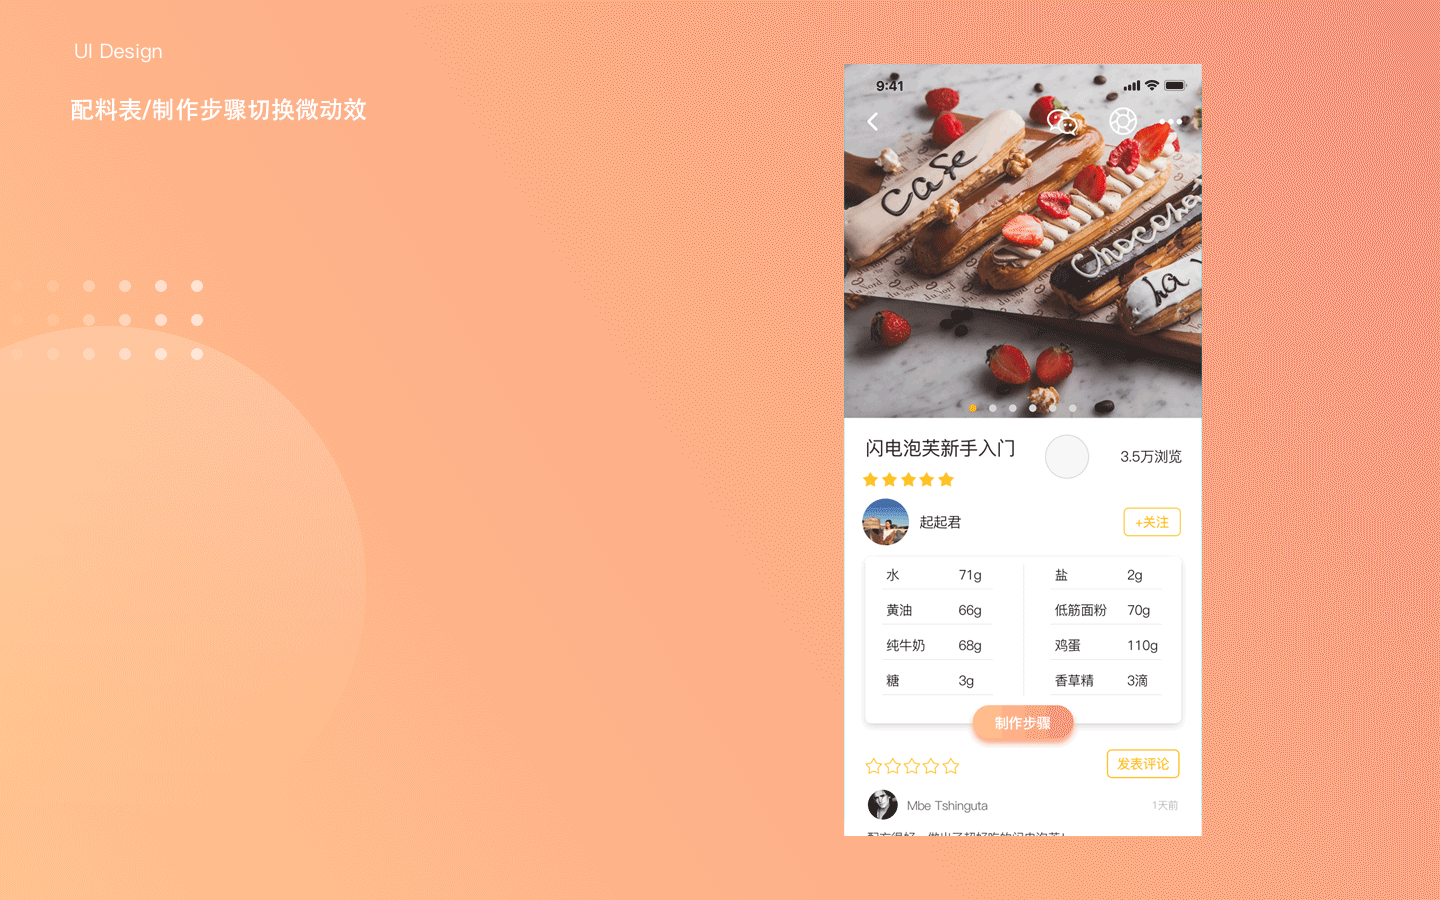 UI Design
配料表/制作步骤切换微动效
9:41
Cafe
Chocola
ha
闪电泡芙新手入门
3.5万浏览
起起君
+关注
水 71g 盐 2g
黄油 66g 低筋面粉 70g
纯牛奶 68g 鸡蛋 110g
糖 3g 香草精 3滴
制作步骤
发表评论
Mbe Tshinguta 1天前